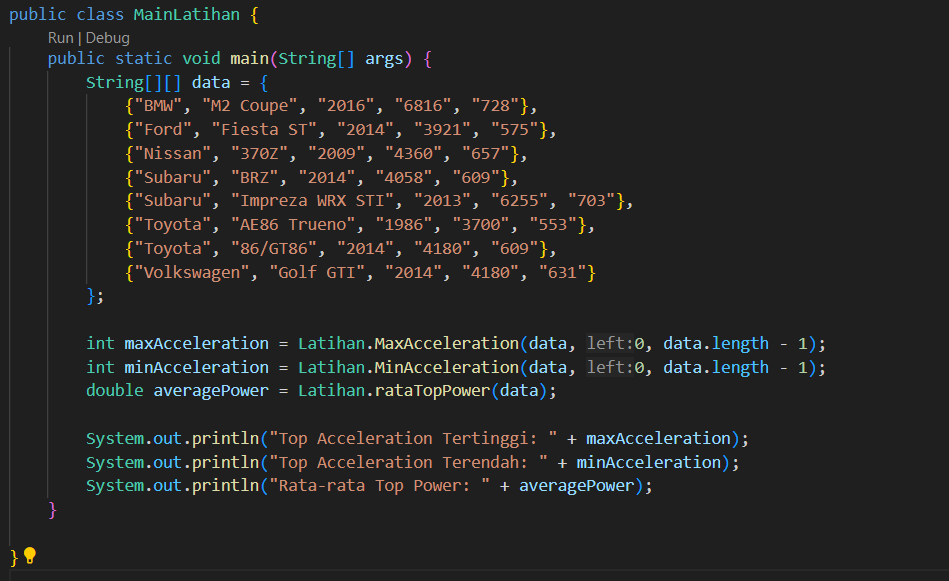 public class MainLatihan {
Run | Debug
public static void main(String[] args) {
String[][] data = {
{"BMW", "M2 Coupe", "2016", "6816", "728"},
{"Ford", "Fiesta ST", "2014", "3921", "575"},
{"Nissan", "370Z", "2009", "4360", "657"},
{"Subaru", "BRZ", "2014", "4058", "609"},
{"Subaru", "Impreza WRX STI", "2013", "6255", "703"},
{"Toyota", "AE86 Trueno", "1986", "3700", "553"},
{"Toyota", "86/GT86", "2014", "4180", "609"},
{"Volkswagen", "Golf GTI", "2014", "4180", "631"}
};
int maxAcceleration = Latihan.MaxAcceleration(data, left:0, data.length - 1);
int minAcceleration = Latihan.MinAcceleration(data, left:0, data.length - 1);
double averagePower = Latihan.rataTopPower(data);
System.out.println("Top Acceleration Tertinggi: " + maxAcceleration);
System.out.println("Top Acceleration Terendah: " + minAcceleration);
System.out.println("Rata-rata Top Power: " + averagePower);
}
}